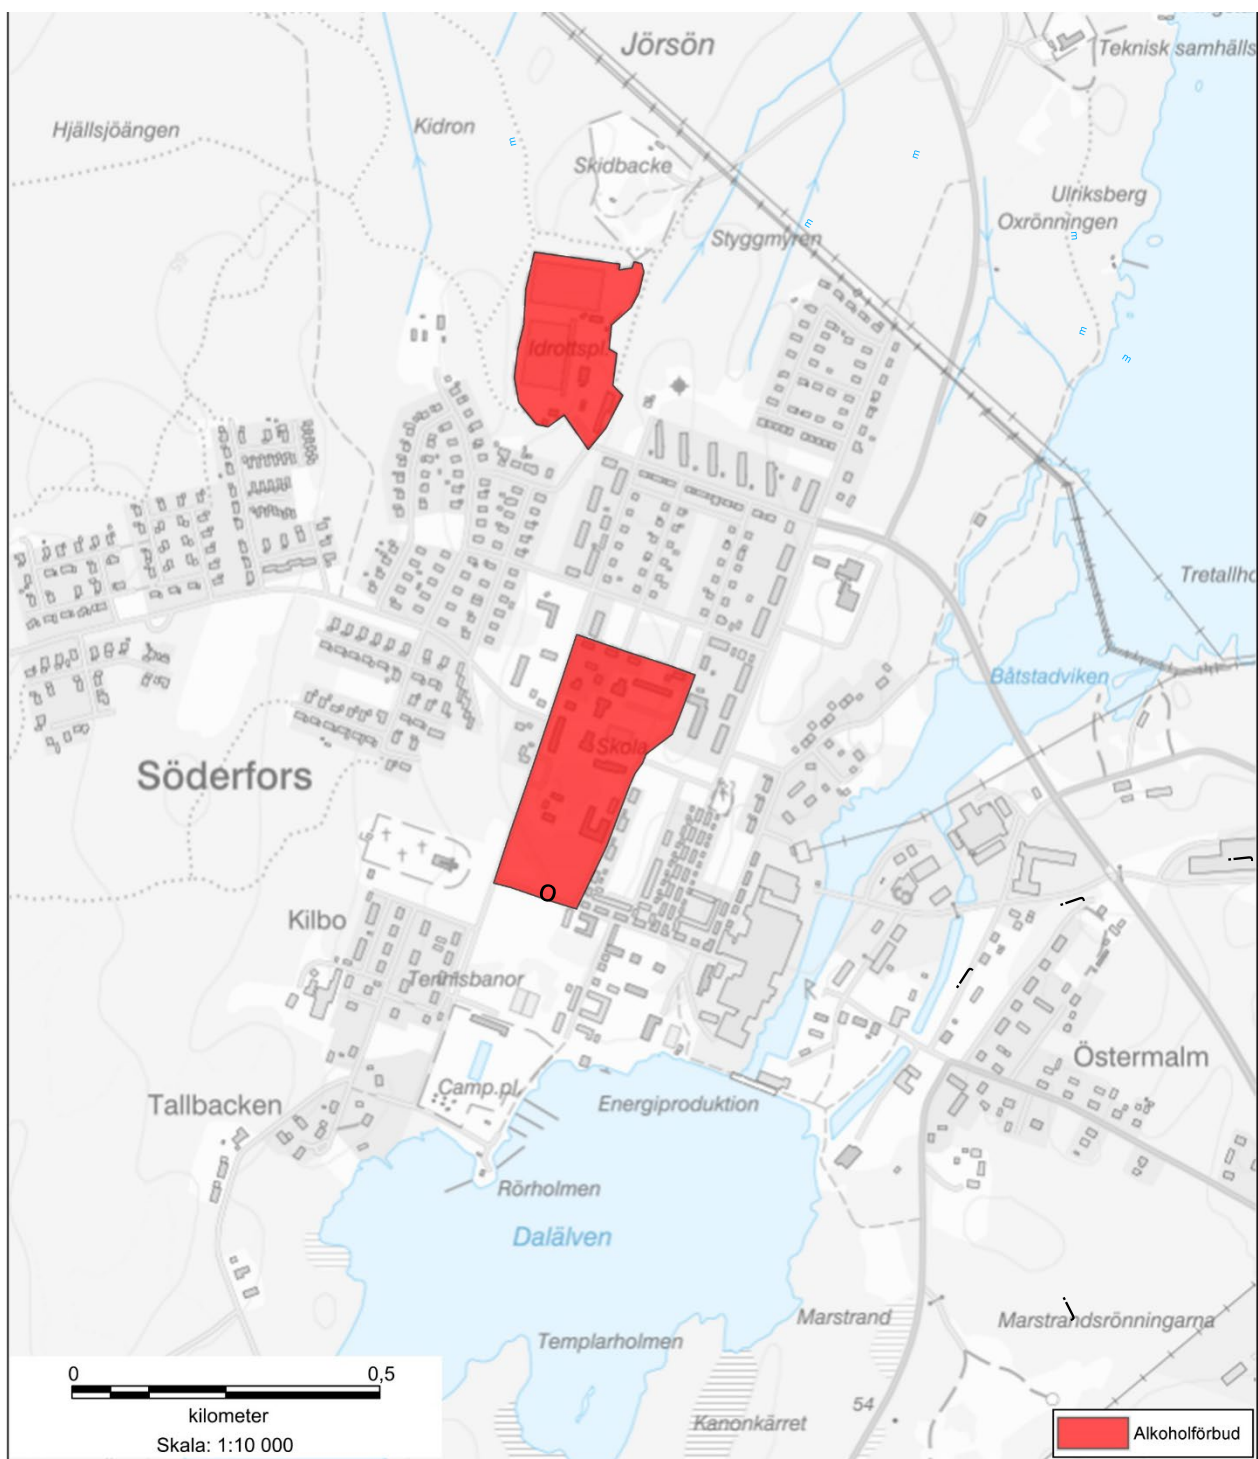 Jörsön
Teknisk samhälls
Hjällsjöängen
Kidron
Skidbacke
Ulriksberg
Oxrönningen
Styggmyren
Idrottspl.
Tretallho
Båtstadviken
Skola
Söderfors
Kilbo
Tennisbanor
Östermalm
Camp.pl.
Tallbacken
Energiproduktion
Rörholmen
Dalälven
Marstrand
Marstrandsrönningarna
Templarholmen
54
Kanonkärret
0 0,5
kilometer
Skala: 1:10 000
Alkoholförbud